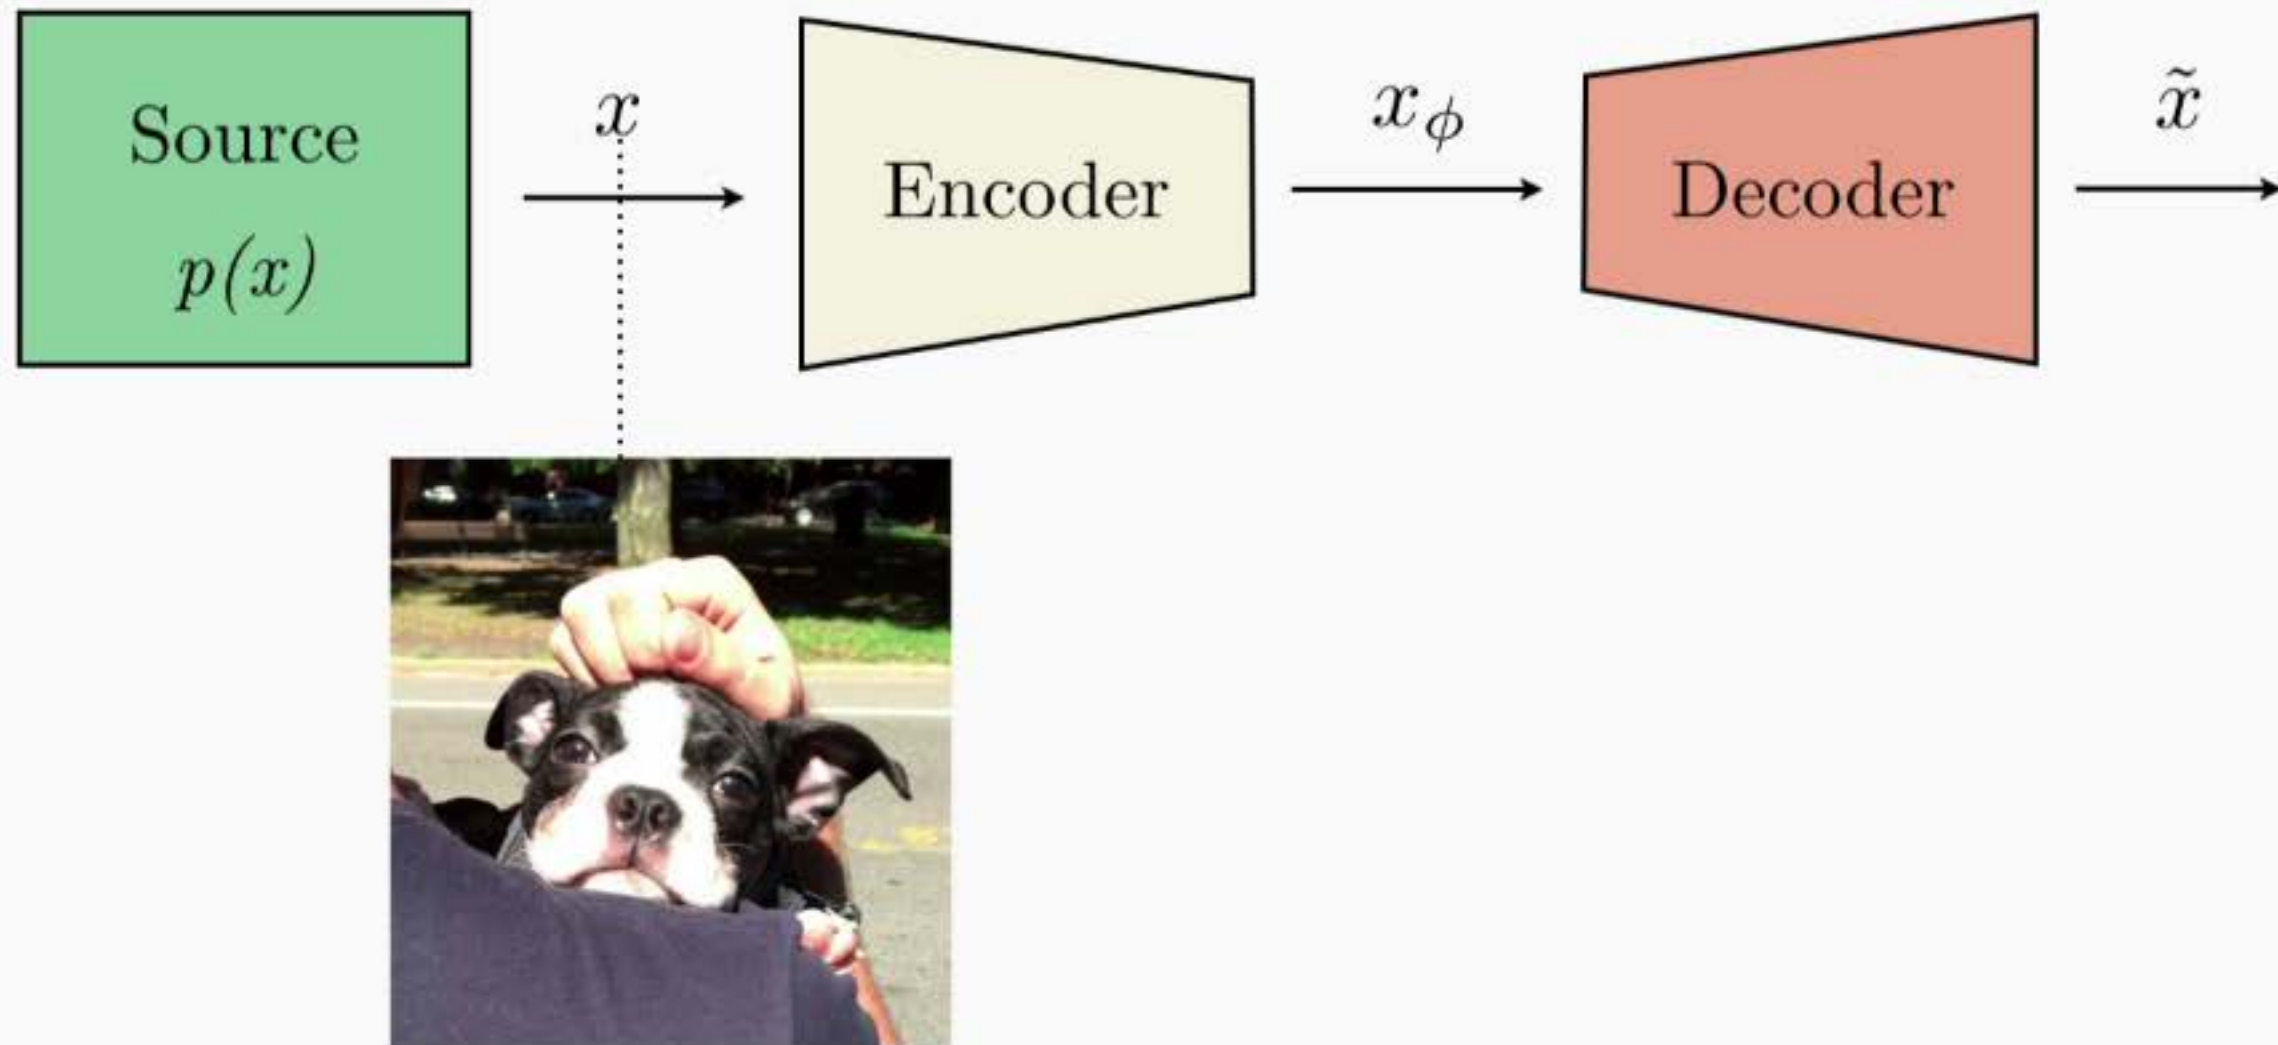 Source
p(x)
x
Encoder
x_ϕ
Decoder
x̃